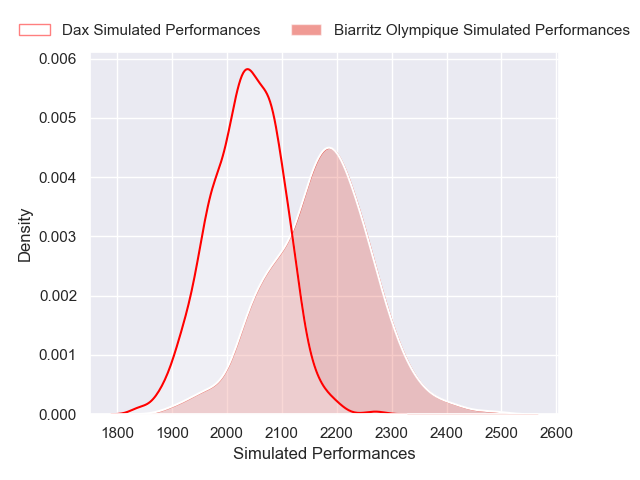 Dax Simulated Performances
Biarritz Olympique Simulated Performances
0.006
0.005
0.004
0.003
0.002
0.001
0.000
Density
1800 1900 2000 2100 2200 2300 2400 2500 2600
Simulated Performances